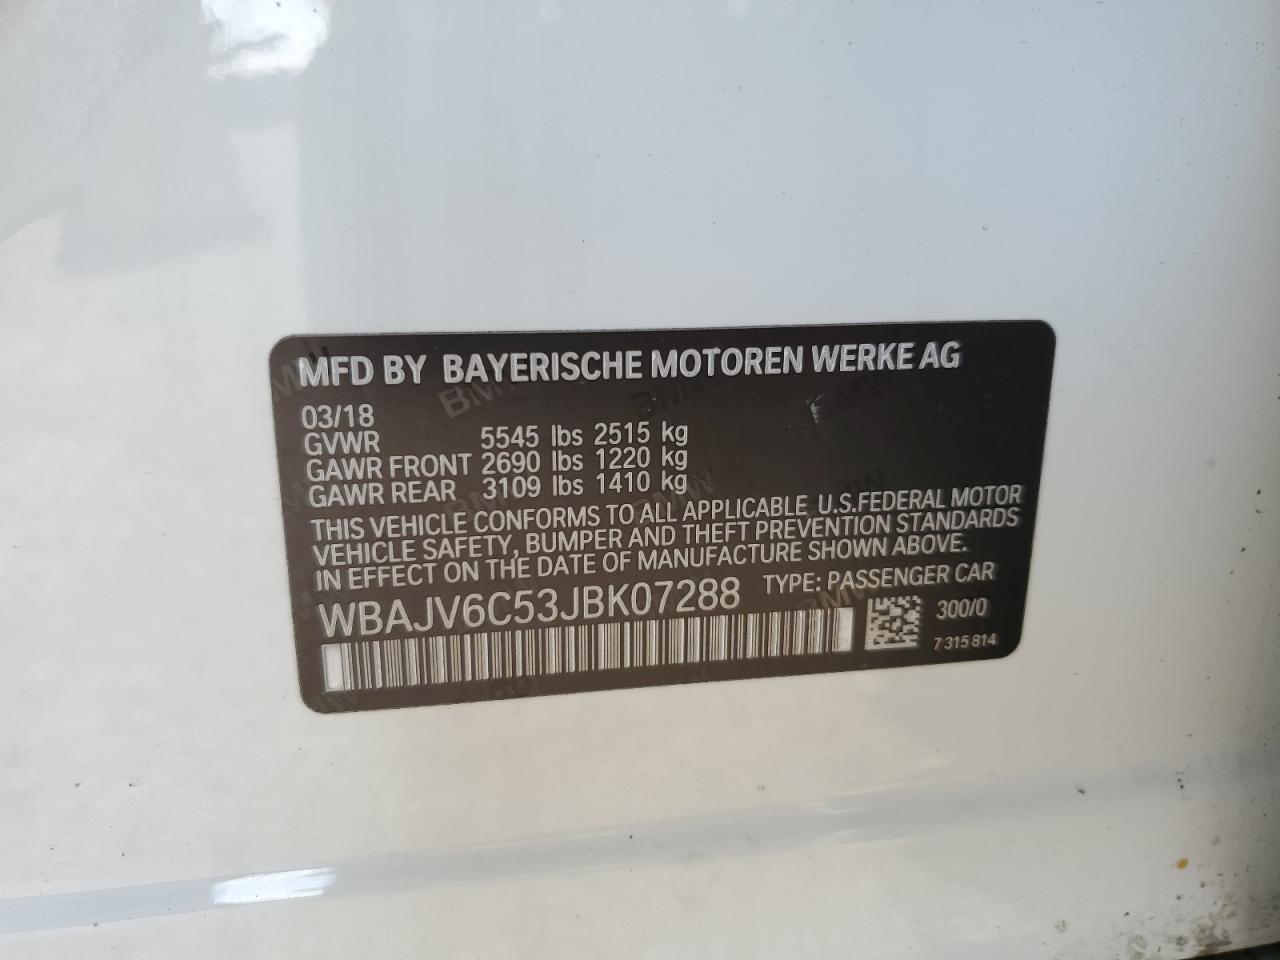 MFD BY BAYERISCHE MOTOREN WERKE AG
03/18
GVWR 5545 lbs 2515 kg
GAWR FRONT 2690 lbs 1220 kg
GAWR REAR 3109 lbs 1410 kg
THIS VEHICLE CONFORMS TO ALL APPLICABLE U.S.FEDERAL MOTOR
VEHICLE SAFETY, BUMPER AND THEFT PREVENTION STANDARDS
IN EFFECT ON THE DATE OF MANUFACTURE SHOWN ABOVE.
WBAJV6C53JBK07288 TYPE: PASSENGER CAR
300/0
7 315 814